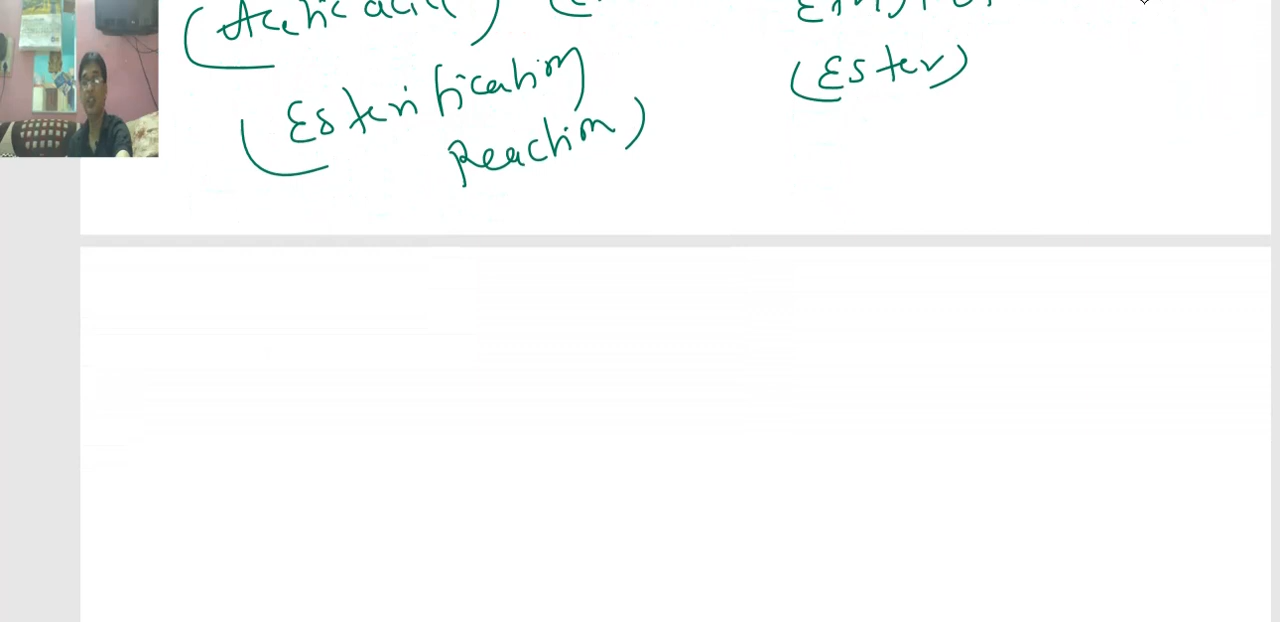 (Acetic acid)
(Ester)
(Esterification
Reaction)